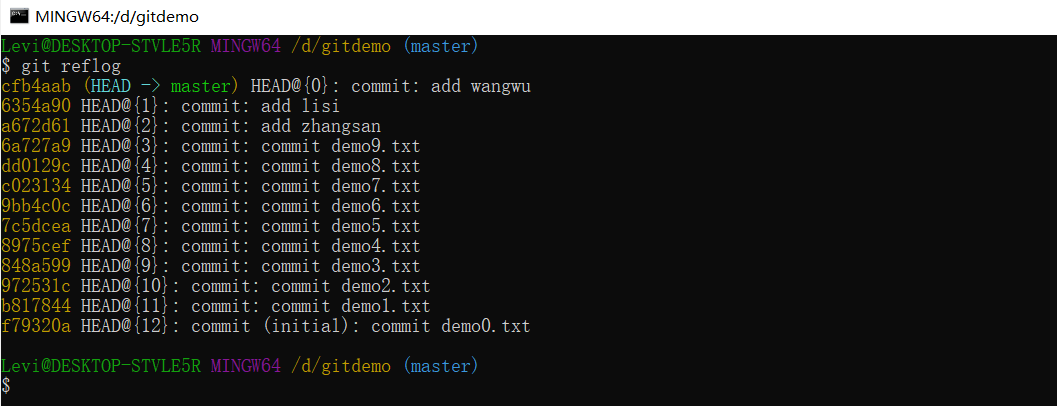 MINGW64:/d/gitdemo
Levi@DESKTOP-STVLE5R MINGW64 /d/gitdemo (master)
$ git reflog
cfb4aab (HEAD -> master) HEAD@{0}: commit: add wangwu
6354a90 HEAD@{1}: commit: add lisi
a672d61 HEAD@{2}: commit: add zhangsan
6a727a9 HEAD@{3}: commit: commit demo9.txt
dd0129c HEAD@{4}: commit: commit demo8.txt
c023134 HEAD@{5}: commit: commit demo7.txt
9bb4c0c HEAD@{6}: commit: commit demo6.txt
7c5dcea HEAD@{7}: commit: commit demo5.txt
8975cef HEAD@{8}: commit: commit demo4.txt
848a599 HEAD@{9}: commit: commit demo3.txt
972531c HEAD@{10}: commit: commit demo2.txt
b817844 HEAD@{11}: commit: commit demo1.txt
f79320a HEAD@{12}: commit (initial): commit demo0.txt
Levi@DESKTOP-STVLE5R MINGW64 /d/gitdemo (master)
$